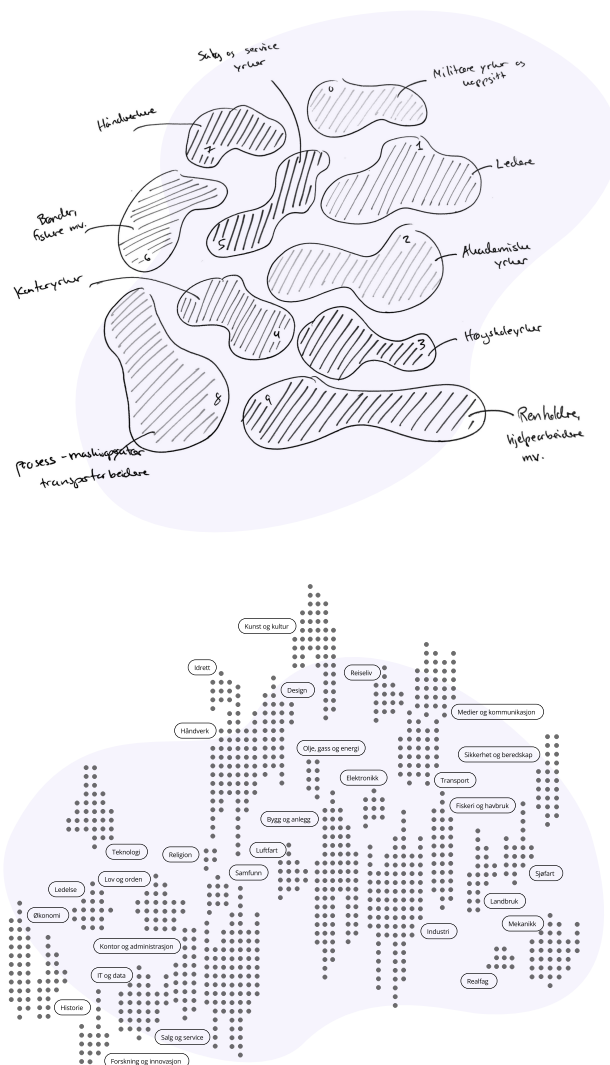 Salg og service
yrker
0
Militære yrker og
uoppgitt
Håndverkere
7
1
Ledere
Bønder,
fiskere mv.
6
5
2
Akademiske
yrker
Kontoryrker
4
3
Høyskoleyrker
8
9
Renholdere,
hjelpearbeidere
mv.
prosess -
transportarbeidere
Kunst og kultur
Idrett
Reiseliv
Design
Medier og kommunikasjon
Håndverk
Olje, gass og energi
Sikkerhet og beredskap
Elektronikk
Transport
Fiskeri og havbruk
Bygg og anlegg
Teknologi
Religion
Luftfart
Samfunn
Sjøfart
Lov og orden
Ledelse
Landbruk
Økonomi
Mekanikk
Industri
Kontor og administrasjon
IT og data
Realfag
Historie
Salg og service
Forskning og innovasjon